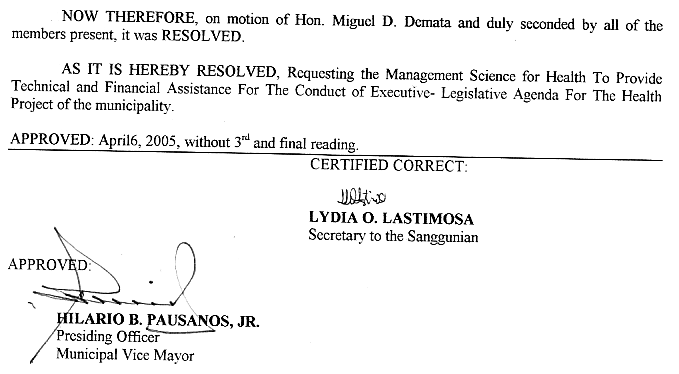 NOW THEREFORE, on motion of Hon. Miguel D. Demata and duly seconded by all of the
members present, it was RESOLVED.
AS IT IS HEREBY RESOLVED, Requesting the Management Science for Health To Provide
Technical and Financial Assistance For The Conduct of Executive- Legislative Agenda For The Health
Project of the municipality.
APPROVED: April6, 2005, without 3rd and final reading.
CERTIFIED CORRECT:
LYDIA O. LASTIMOSA
Secretary to the Sanggunian
APPROVED:
HILARIO B. PAUSANOS, JR.
Presiding Officer
Municipal Vice Mayor